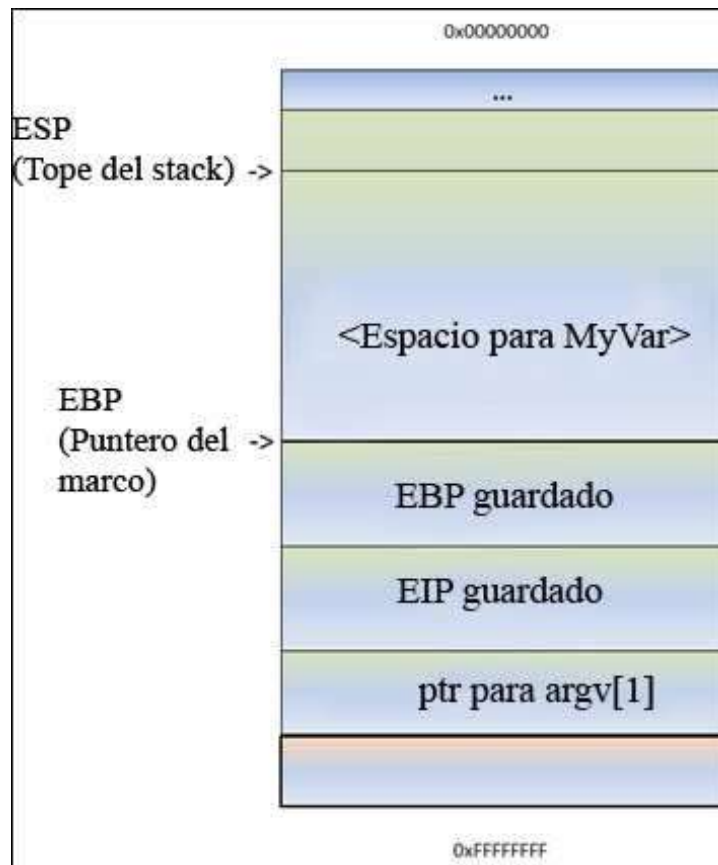 0x00000000
...
ESP
(Tope del stack) ->
<Espacio para MyVar>
EBP
(Puntero del ->
marco)
EBP guardado
EIP guardado
ptr para argv[1]
0xFFFFFFFF